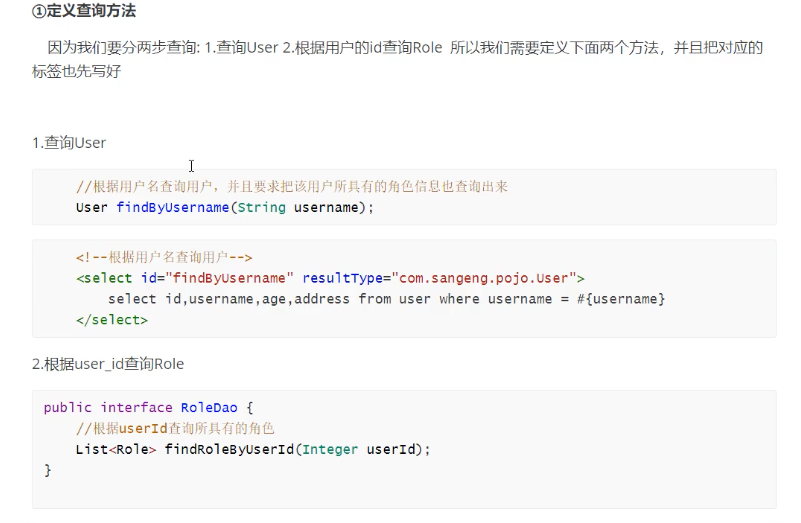 ①定义查询方法
因为我们要分两步查询: 1.查询User 2.根据用户的id查询Role 所以我们需要定义下面两个方法，并且把对应的
标签也先写好
1.查询User
//根据用户名查询用户，并且要求把该用户所具有的角色信息也查询出来
User findByUsername(String username);
<!--根据用户名查询用户-->
<select id="findByUsername" resultType="com.sangeng.pojo.User">
select id,username,age,address from user where username = #{username}
</select>
2.根据user_id查询Role
public interface RoleDao {
//根据userId查询所具有的角色
List<Role> findRoleByUserId(Integer userId);
}